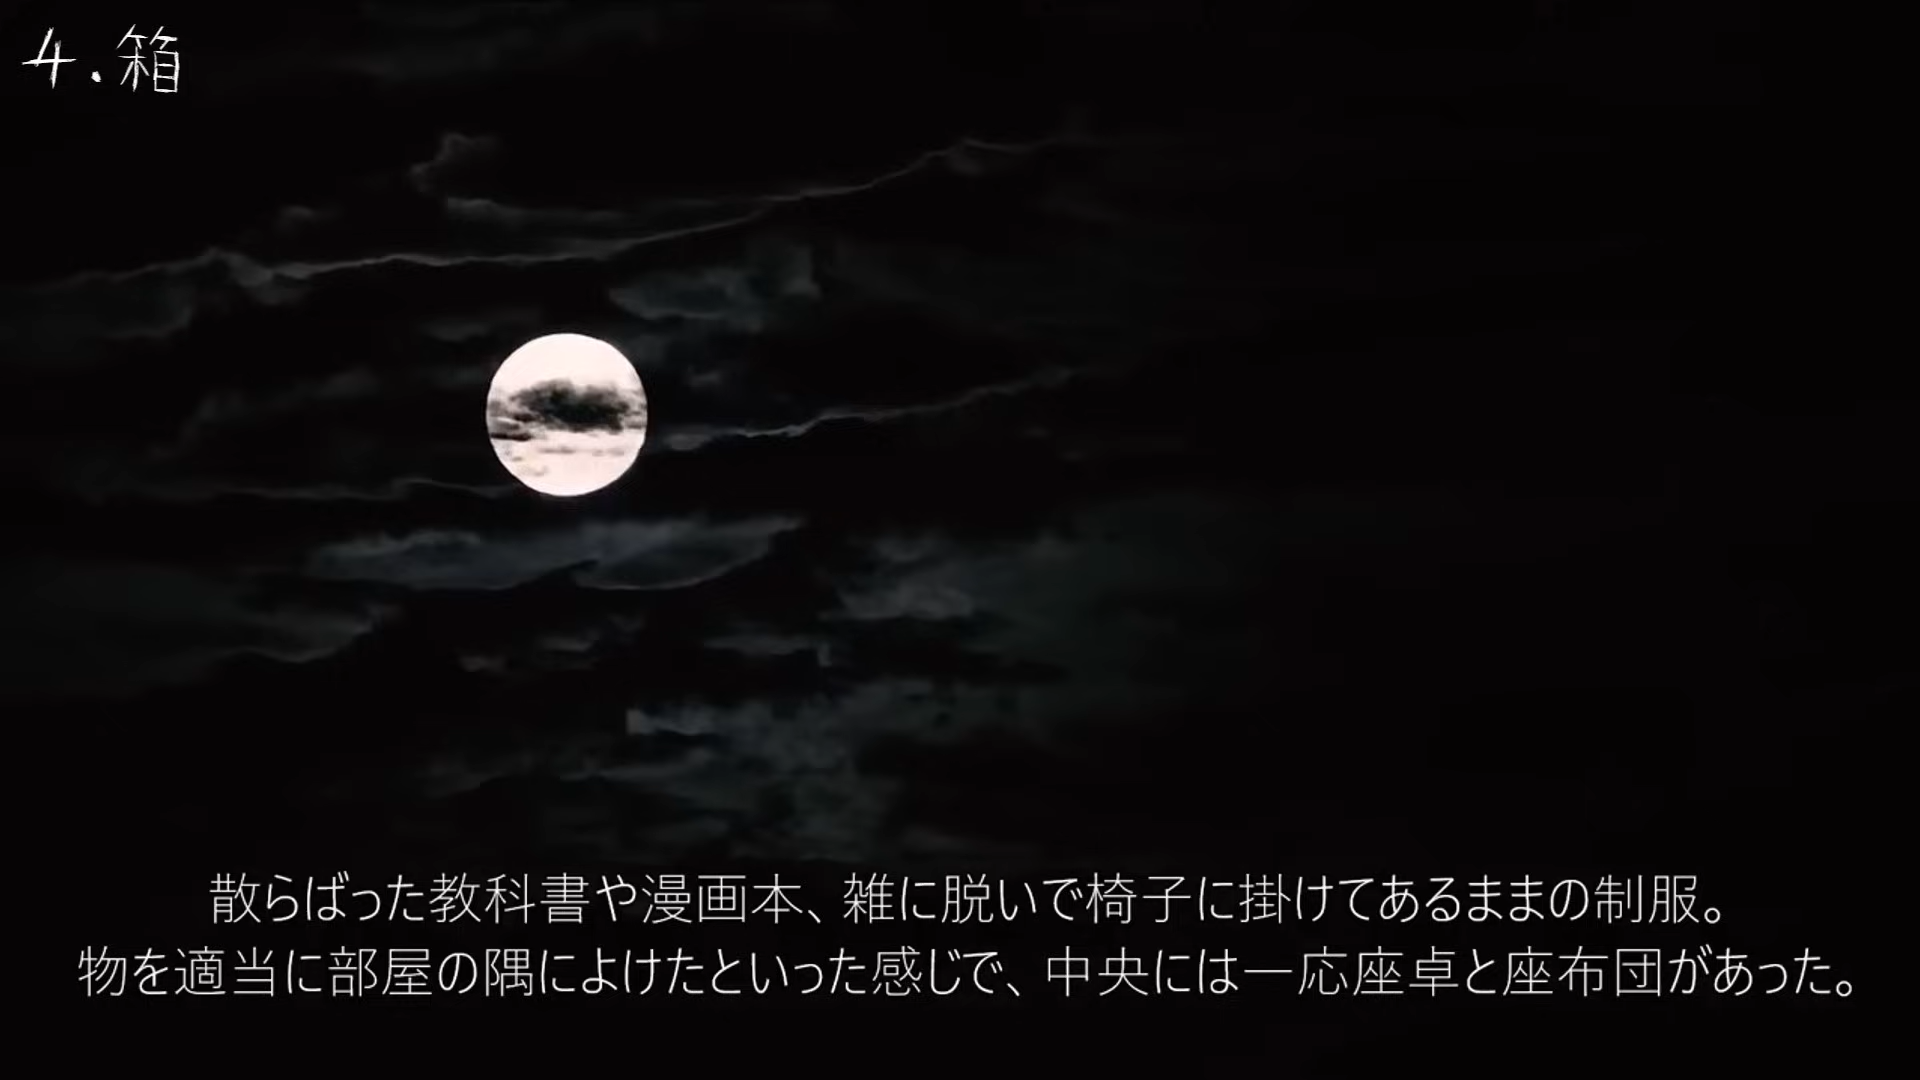 4.箱
散らばった教科書や漫画本、雑に脱いで椅子に掛けてあるままの制服。
物を適当に部屋の隅によけたといった感じで、中央には一応座卓と座布団があった。